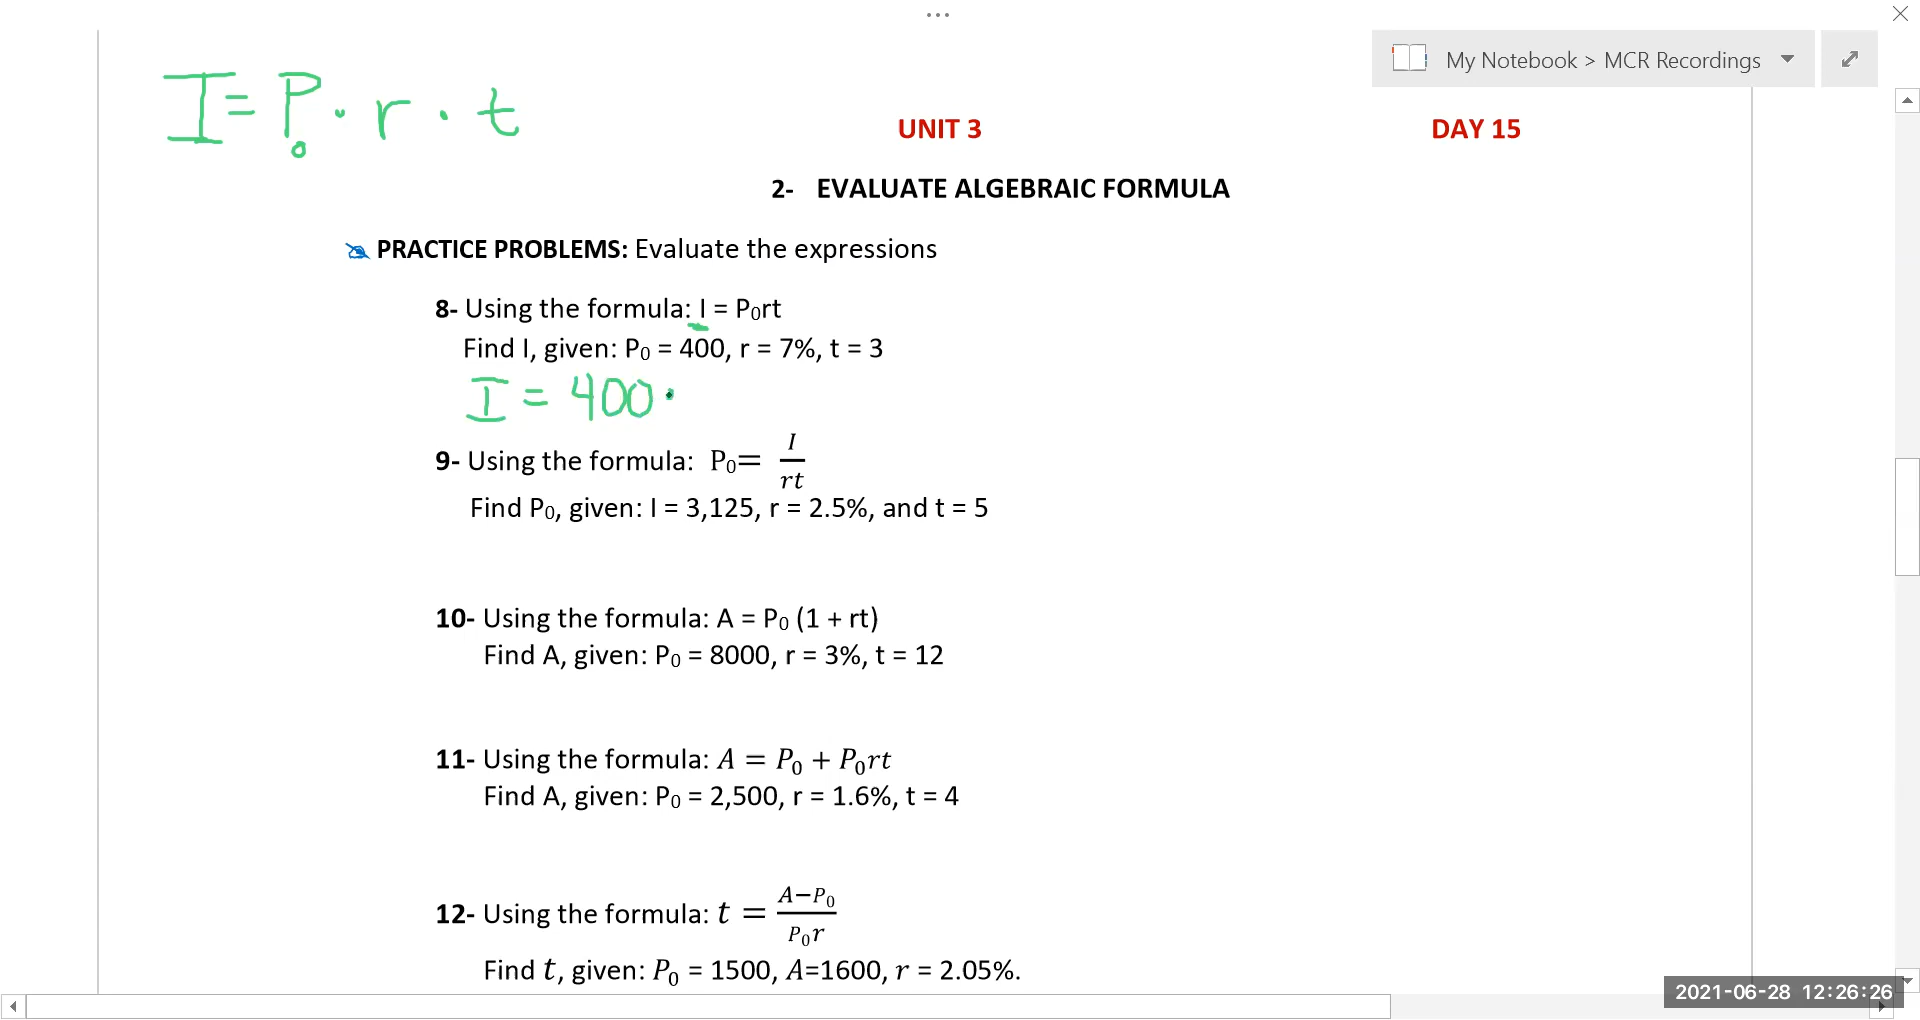 ...
My Notebook > MCR Recordings
I = P₀ · r · t
UNIT 3
DAY 15
2- EVALUATE ALGEBRAIC FORMULA
PRACTICE PROBLEMS: Evaluate the expressions
8- Using the formula: I = P₀rt
Find I, given: P₀ = 400, r = 7%, t = 3
I = 400 ·
9- Using the formula: P₀= I/rt
Find P₀, given: I = 3,125, r = 2.5%, and t = 5
10- Using the formula: A = P₀ (1 + rt)
Find A, given: P₀ = 8000, r = 3%, t = 12
11- Using the formula: A = P₀ + P₀rt
Find A, given: P₀ = 2,500, r = 1.6%, t = 4
12- Using the formula: t = A−P₀/P₀r
Find t, given: P₀ = 1500, A=1600, r = 2.05%.
2021-06-28 12:26:26